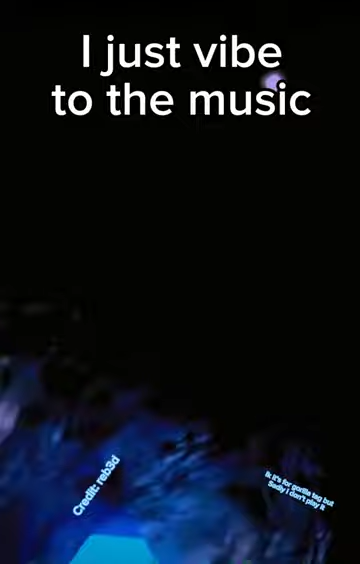 I just vibe
to the music
Credit: reb3d
Ik it's for gorilla tag but
Sadly I don't play it